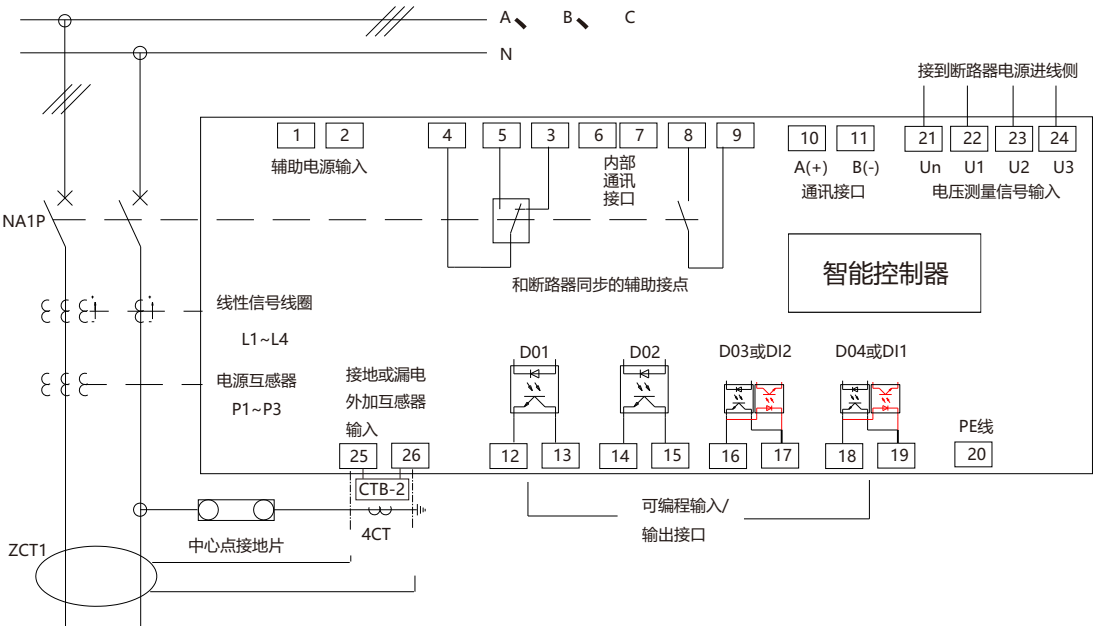 A B C
N
接到断路器电源进线侧
1 2 4 5 3 6 7 8 9 10 11 21 22 23 24
辅助电源输入
内部
通讯
接口
A(+) B(-)
通讯接口
Un U1 U2 U3
电压测量信号输入
NA1P
智能控制器
和断路器同步的辅助接点
线性信号线圈
L1~L4
电源互感器
P1~P3
接地或漏电
外加互感器
输入
D01 D02 D03或DI2 D04或DI1
PE线
25 26 12 13 14 15 16 17 18 19 20
CTB-2
4CT
中心点接地片
ZCT1
可编程输入/
输出接口